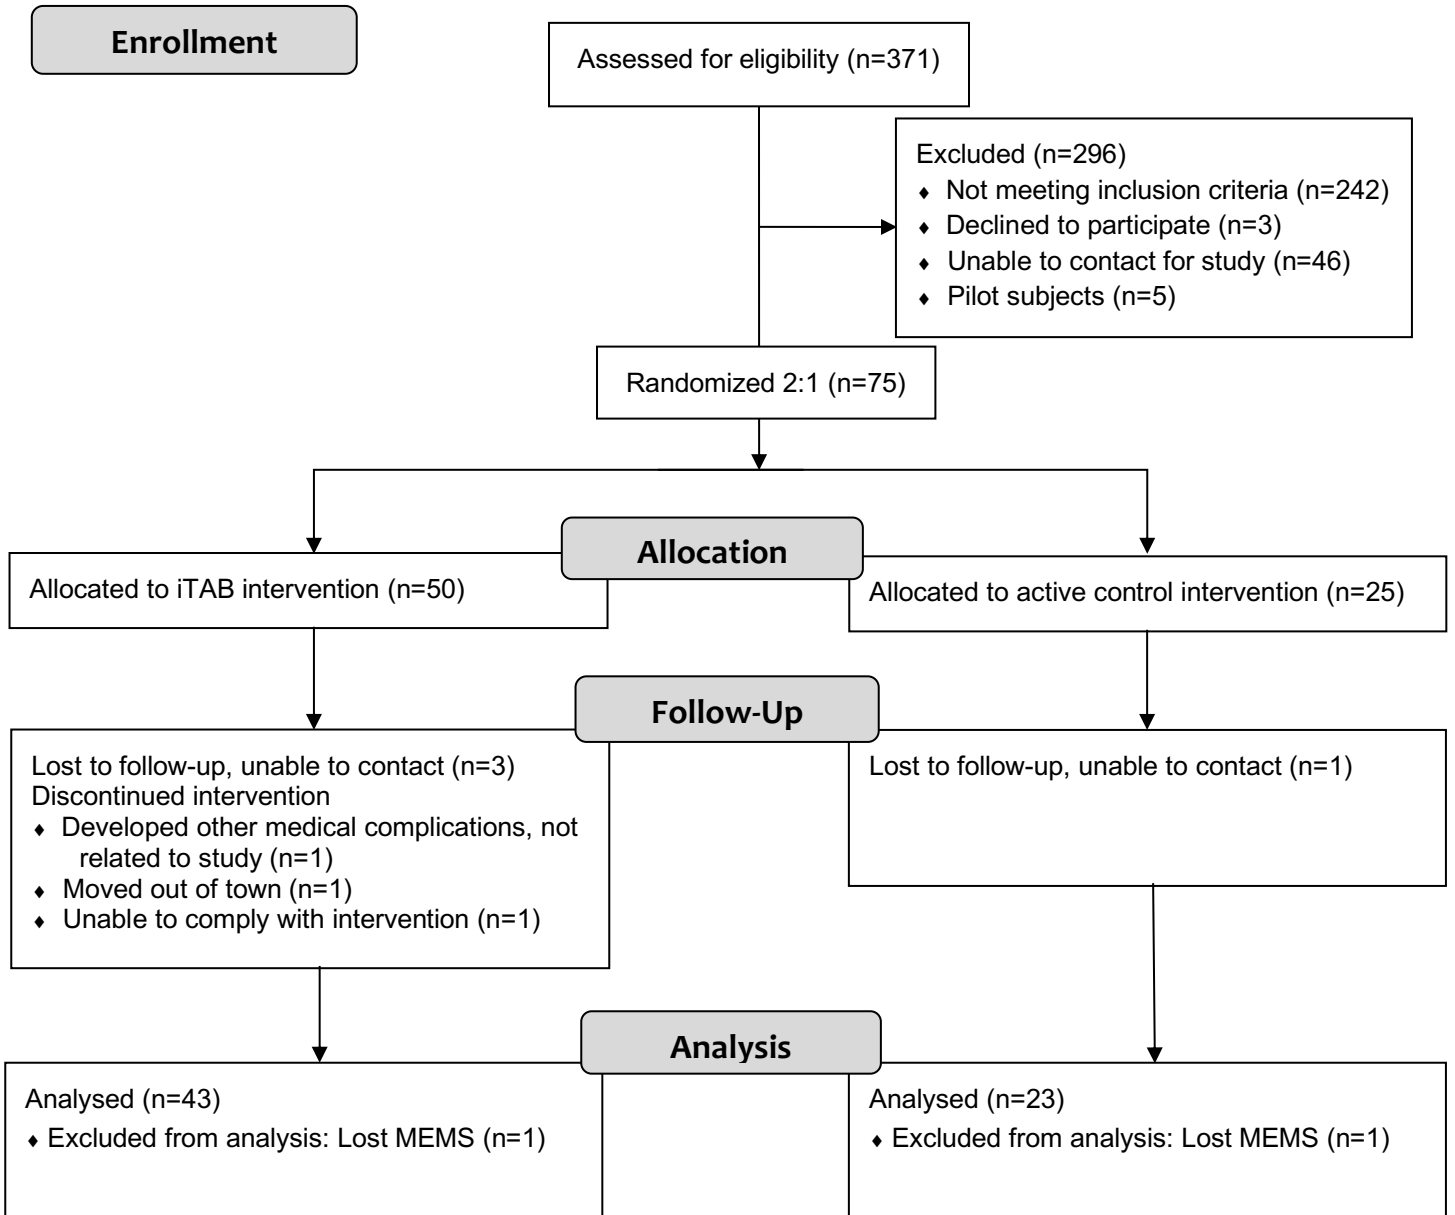 Enrollment
Assessed for eligibility (n=371)
Excluded (n=296)
♦ Not meeting inclusion criteria (n=242)
♦ Declined to participate (n=3)
♦ Unable to contact for study (n=46)
♦ Pilot subjects (n=5)
Randomized 2:1 (n=75)
Allocation
Allocated to iTAB intervention (n=50)
Allocated to active control intervention (n=25)
Follow-Up
Lost to follow-up, unable to contact (n=3)
Discontinued intervention
♦ Developed other medical complications, not
related to study (n=1)
♦ Moved out of town (n=1)
♦ Unable to comply with intervention (n=1)
Lost to follow-up, unable to contact (n=1)
Analysis
Analysed (n=43)
♦ Excluded from analysis: Lost MEMS (n=1)
Analysed (n=23)
♦ Excluded from analysis: Lost MEMS (n=1)